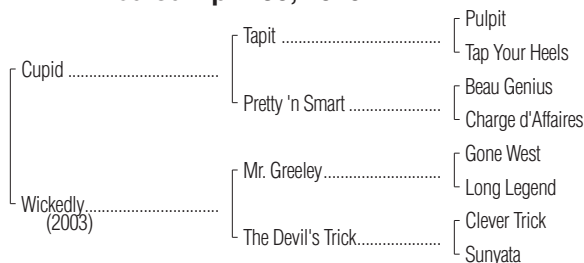 Pulpit
Tapit
Tap Your Heels
Cupid
Beau Genius
Pretty 'n Smart
Charge d'Affaires
Gone West
Mr. Greeley
Long Legend
Wickedly
(2003)
Clever Trick
The Devil's Trick
Sunyata